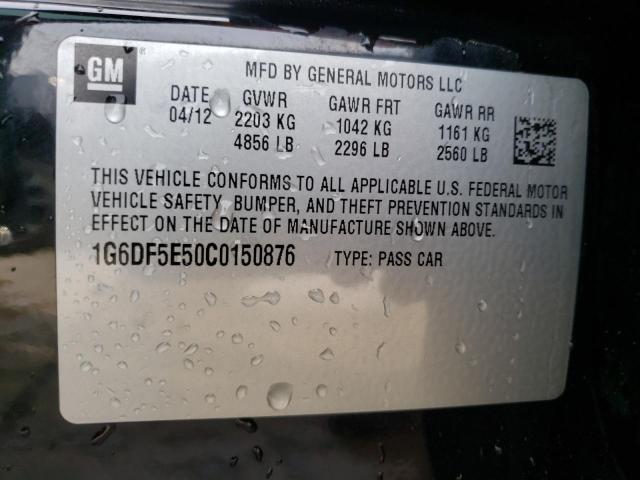 GM ®
MFD BY GENERAL MOTORS LLC
DATE GVWR GAWR FRT GAWR RR
04/12 2203 KG 1042 KG 1161 KG
4856 LB 2296 LB 2560 LB
THIS VEHICLE CONFORMS TO ALL APPLICABLE U.S. FEDERAL MOTOR
VEHICLE SAFETY, BUMPER, AND THEFT PREVENTION STANDARDS IN
EFFECT ON THE DATE OF MANUFACTURE SHOWN ABOVE.
1G6DF5E50C0150876 TYPE: PASS CAR